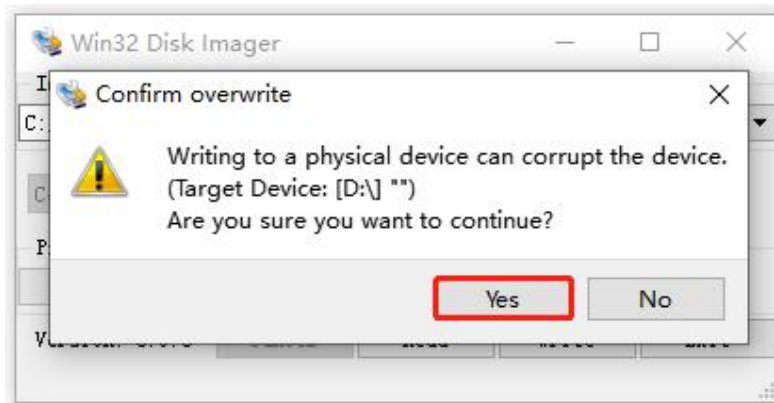 Win32 Disk Imager
Confirm overwrite
C:
Writing to a physical device can corrupt the device.
(Target Device: [D:\] "")
Are you sure you want to continue?
Yes
No